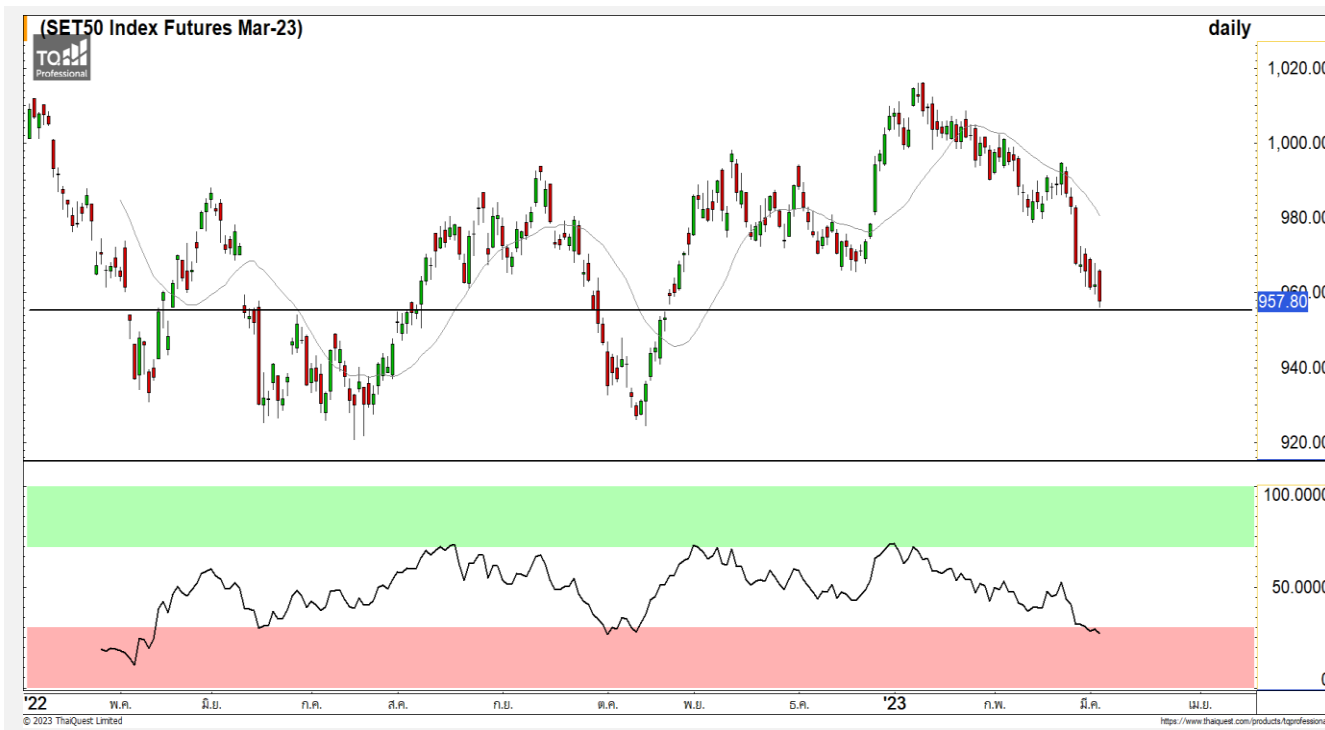 (SET50 Index Futures Mar-23)
daily
TQ
Professional
1,020.00
1,000.00
980.00
960.00
957.80
940.00
920.00
100.0000
50.0000
0
'22 พ.ค. มิ.ย. ก.ค. ส.ค. ก.ย. ต.ค. พ.ย. ธ.ค. '23 ก.พ. มี.ค. เม.ย.
© 2023 ThaiQuest Limited
https://www.thaiquest.com/products/tqprofessional